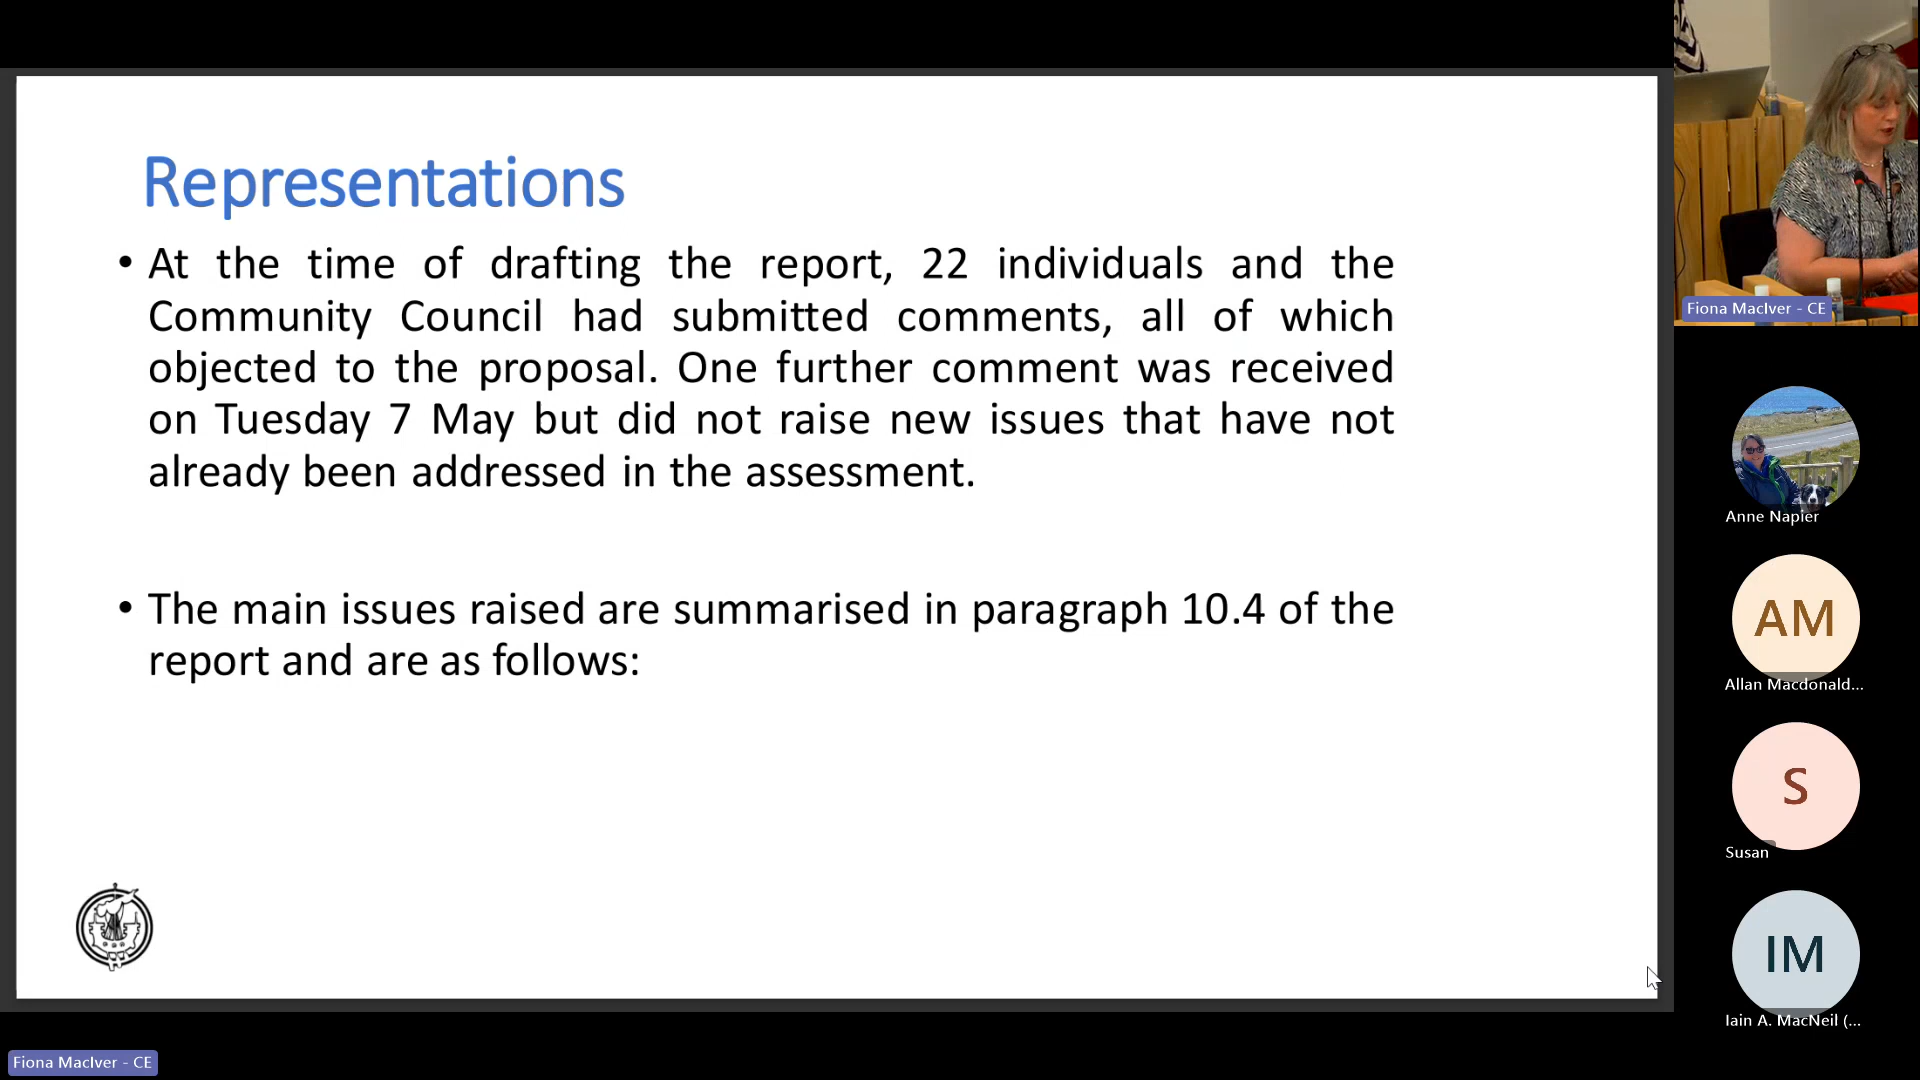 Representations
• At the time of drafting the report, 22 individuals and the
Community Council had submitted comments, all of which
objected to the proposal. One further comment was received
on Tuesday 7 May but did not raise new issues that have not
already been addressed in the assessment.
• The main issues raised are summarised in paragraph 10.4 of the
report and are as follows:
Fiona MacIver - CE
Anne Napier
AM
Allan Macdonald...
S
Susan
IM
Iain A. MacNeil (...
Fiona MacIver - CE